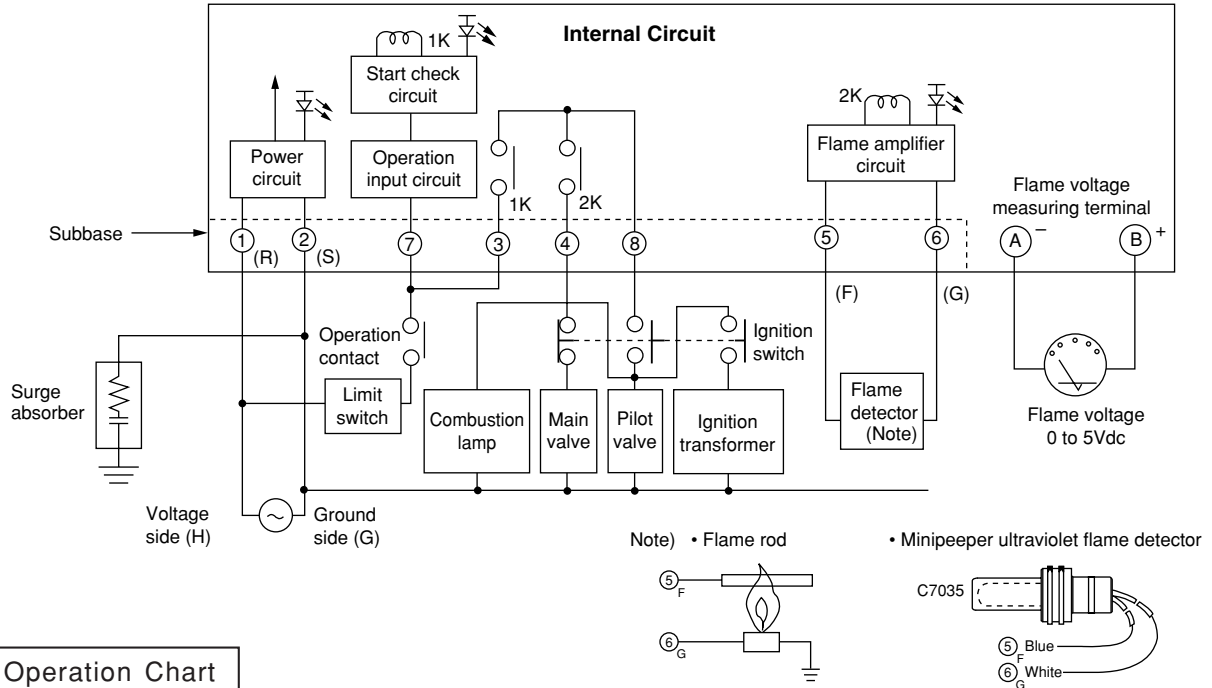 Internal Circuit
1K
Start check
circuit
2K
Flame amplifier
circuit
Power
circuit
Operation
input circuit
1K
2K
Flame voltage
measuring terminal
Subbase
1
(R)
2
(S)
7
3
4
8
5
6
A
−
B
+
(F)
(G)
Operation
contact
Ignition
switch
Surge
absorber
Limit
switch
Combustion
lamp
Main
valve
Pilot
valve
Ignition
transformer
Flame
detector
(Note)
Flame voltage
0 to 5Vdc
Voltage
side (H)
Ground
side (G)
Note) • Flame rod
• Minipeeper ultraviolet flame detector
5
F
6
G
C7035
5
F
Blue
6
G
White
Operation Chart